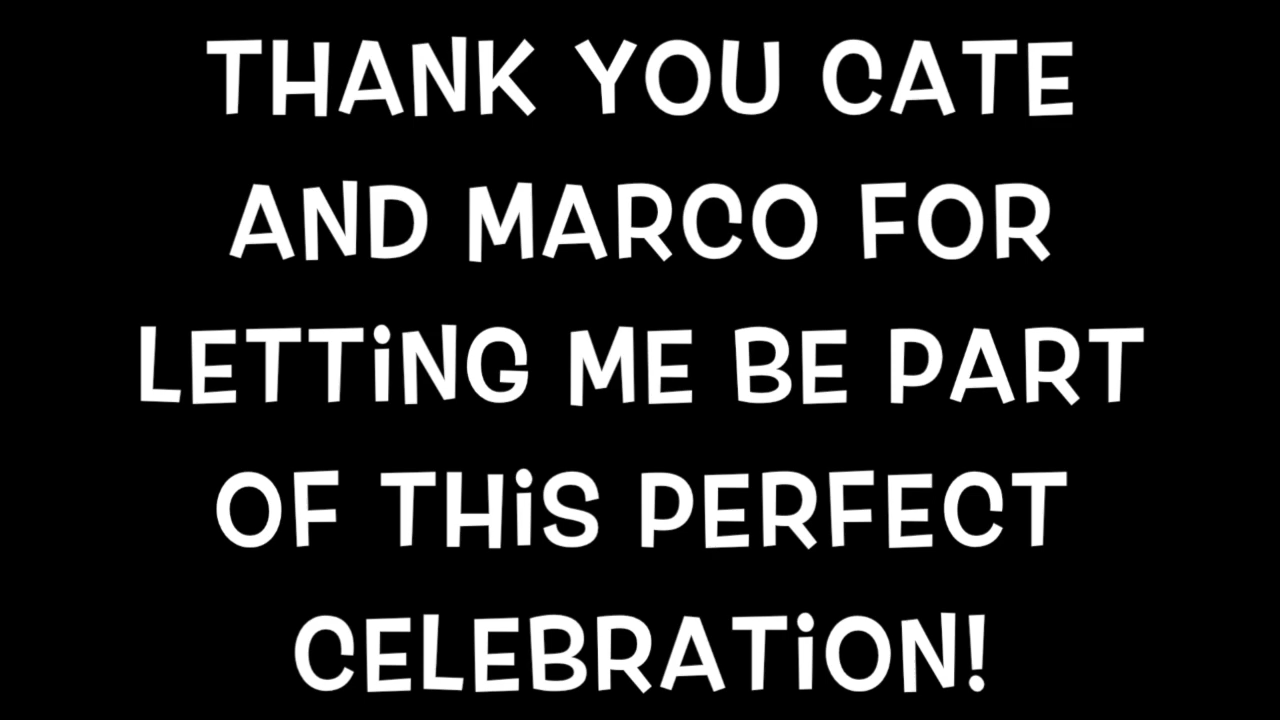 THANK YOU CATE
AND MARCO FOR
LETTiNG ME BE PART
OF THiS PERFECT
CELEBRATiON!